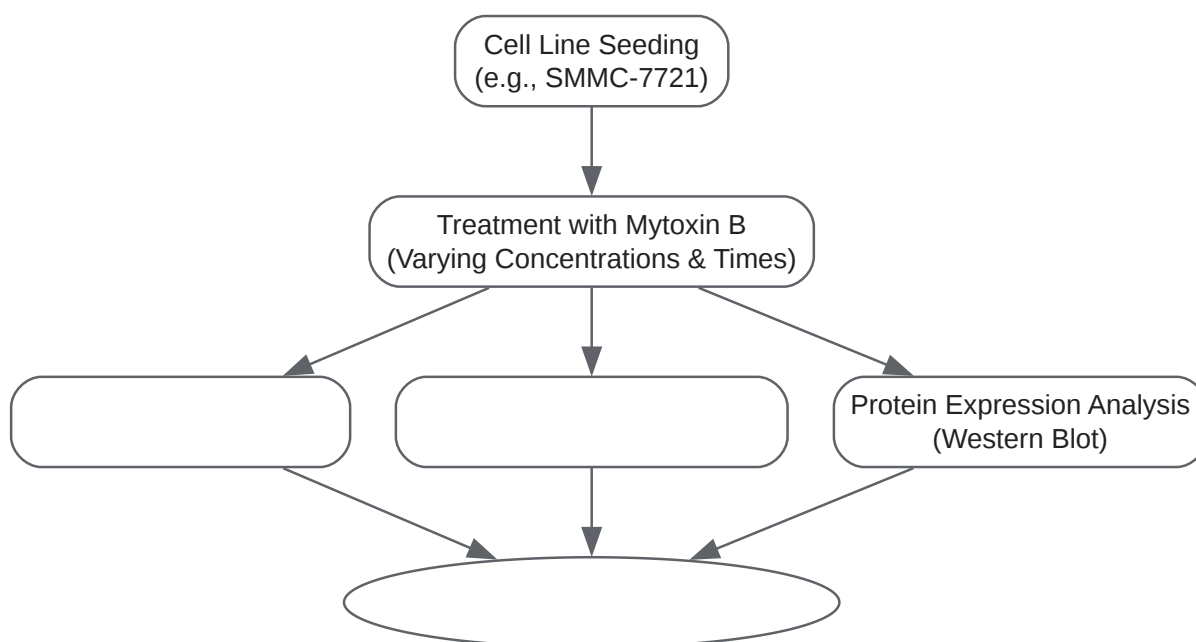 Cell Line Seeding
(e.g., SMMC-7721)
Treatment with Mytoxin B
(Varying Concentrations & Times)
Protein Expression Analysis
(Western Blot)